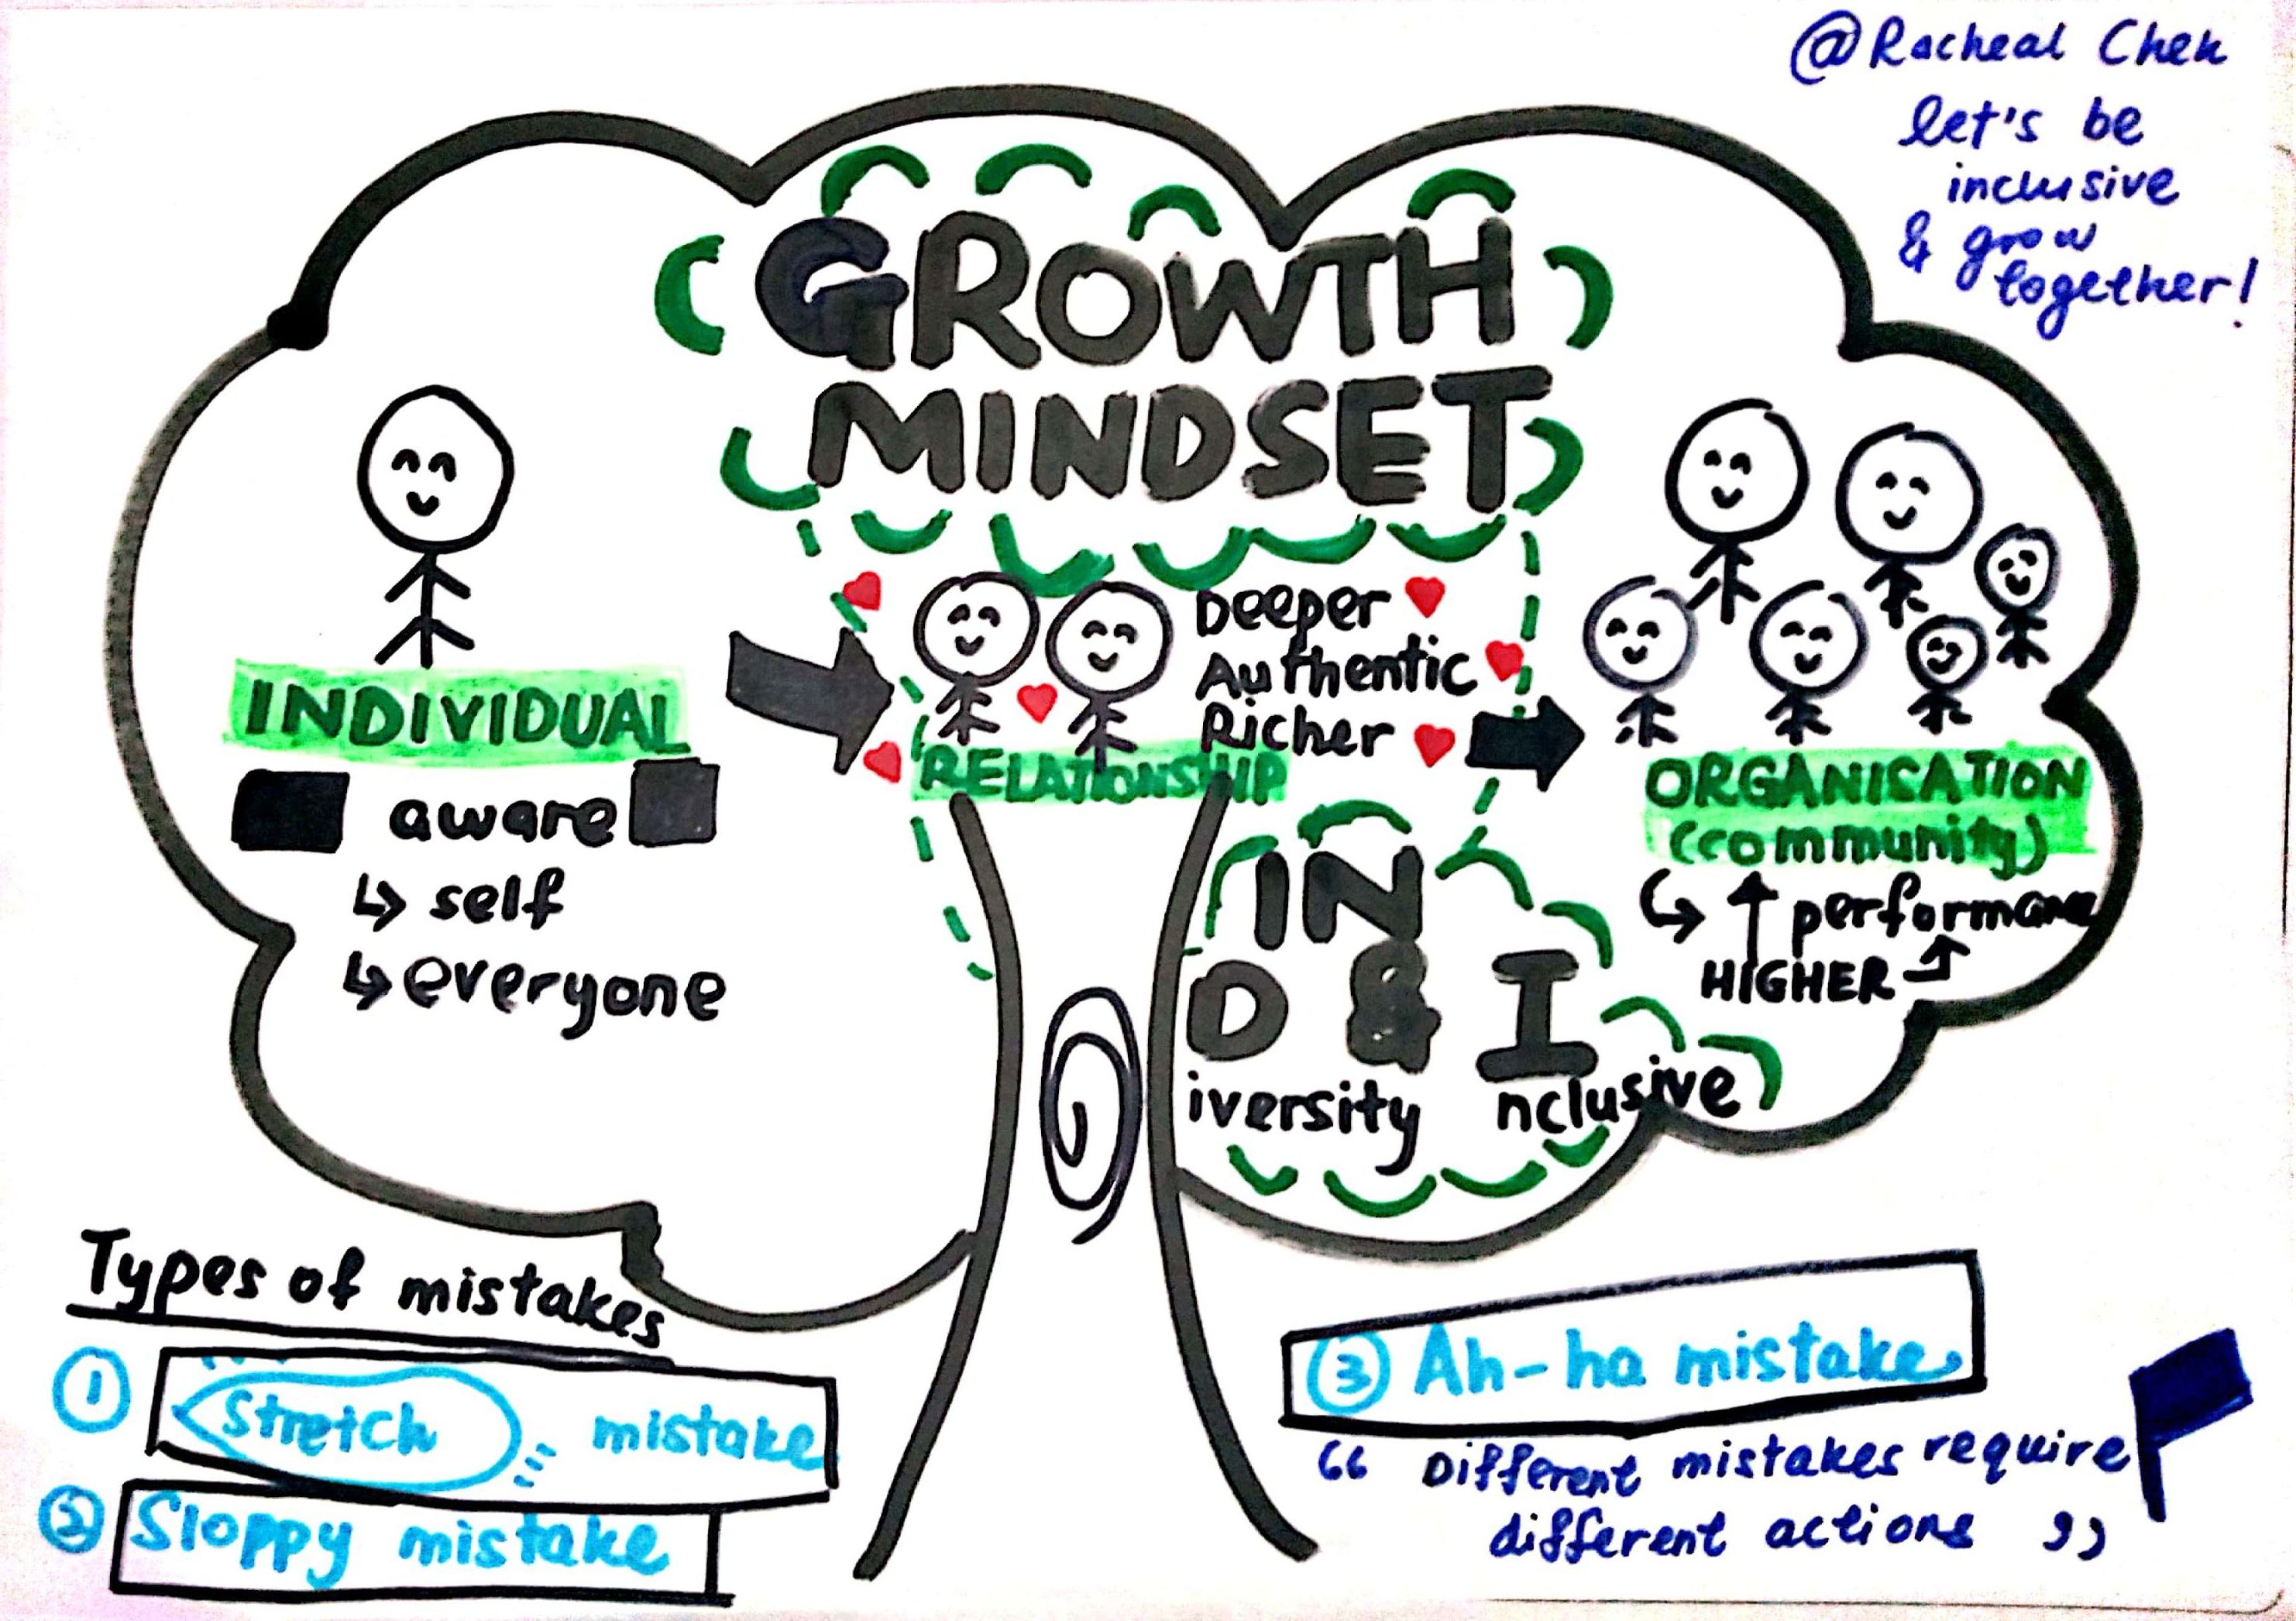 @Racheal Chen
let's be
inclusive
& grow
together!
GROWTH
MINDSET
INDIVIDUAL
aware
↳ self
↳ everyone
Deeper
Authentic
Richer
RELATIONSHIP
ORGANISATION
(community)
↳ ↑ performance
HIGHER
IN
D & I
iversity nclusive
Types of mistakes
① Stretch mistake
② Sloppy mistake
③ Ah-ha mistake
“ Different mistakes require
different actions ”